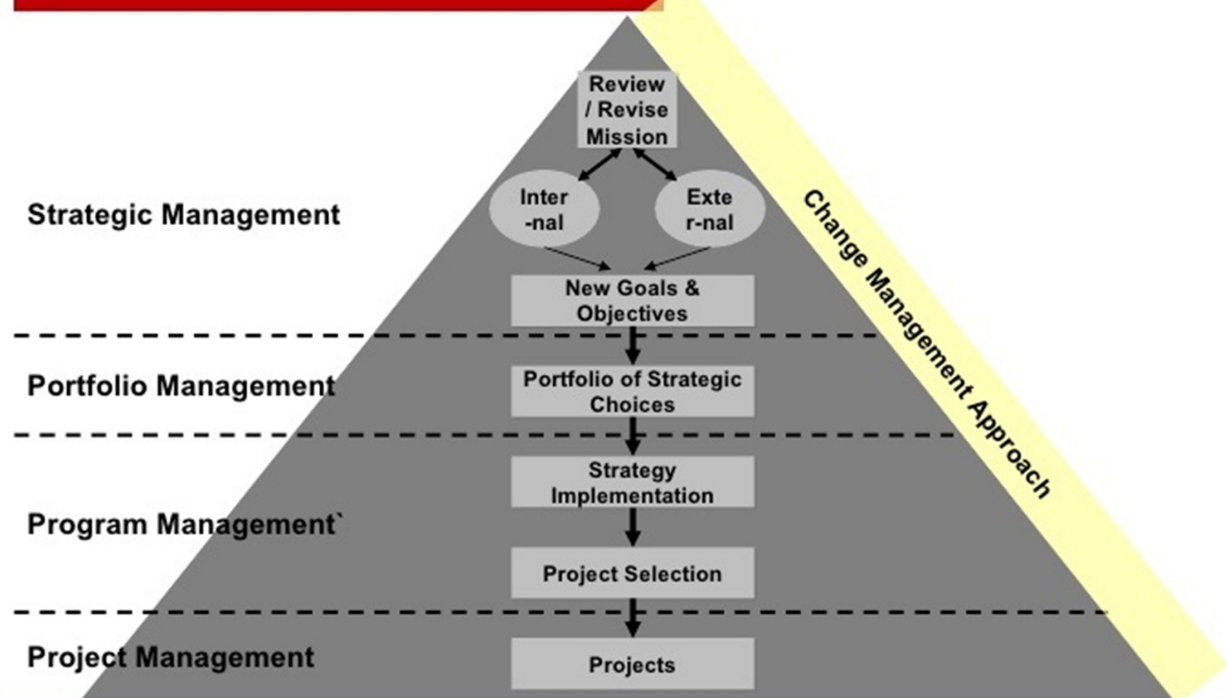 Review
/ Revise
Mission
Inter
-nal
Exte
r-nal
Strategic Management
New Goals &
Objectives
Change Management Approach
Portfolio Management
Portfolio of Strategic
Choices
Strategy
Implementation
Program Management`
Project Selection
Project Management
Projects